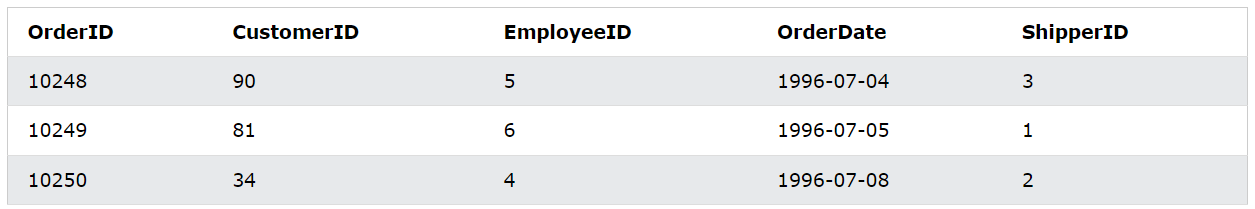 OrderID CustomerID EmployeeID OrderDate ShipperID
10248 90 5 1996-07-04 3
10249 81 6 1996-07-05 1
10250 34 4 1996-07-08 2